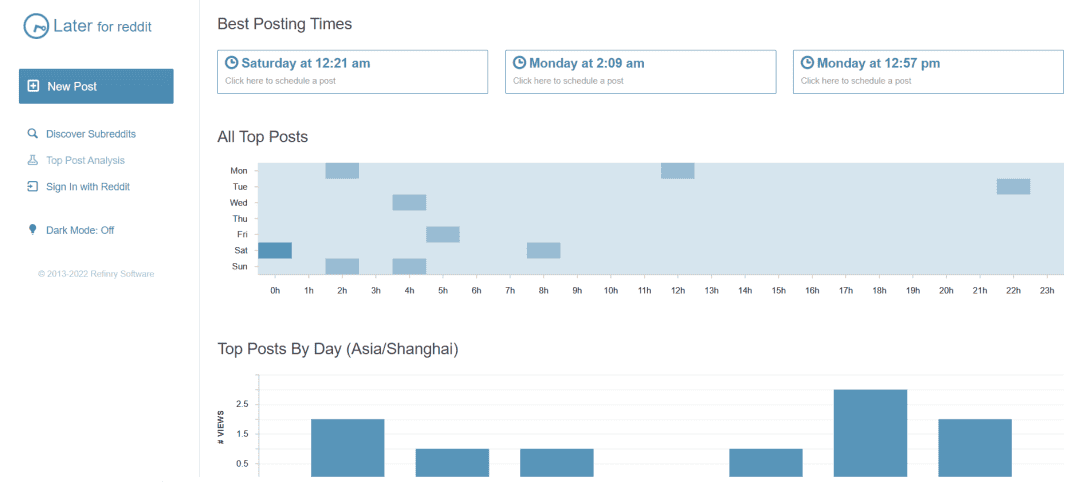 Later for reddit
New Post
Discover Subreddits
Top Post Analysis
Sign In with Reddit
Dark Mode: Off
© 2013-2022 Refinry Software
Best Posting Times
Saturday at 12:21 am
Click here to schedule a post
Monday at 2:09 am
Click here to schedule a post
Monday at 12:57 pm
Click here to schedule a post
All Top Posts
Mon
Tue
Wed
Thu
Fri
Sat
Sun
0h 1h 2h 3h 4h 5h 6h 7h 8h 9h 10h 11h 12h 13h 14h 15h 16h 17h 18h 19h 20h 21h 22h 23h
Top Posts By Day (Asia/Shanghai)
# VIEWS
2.5
1.5
0.5